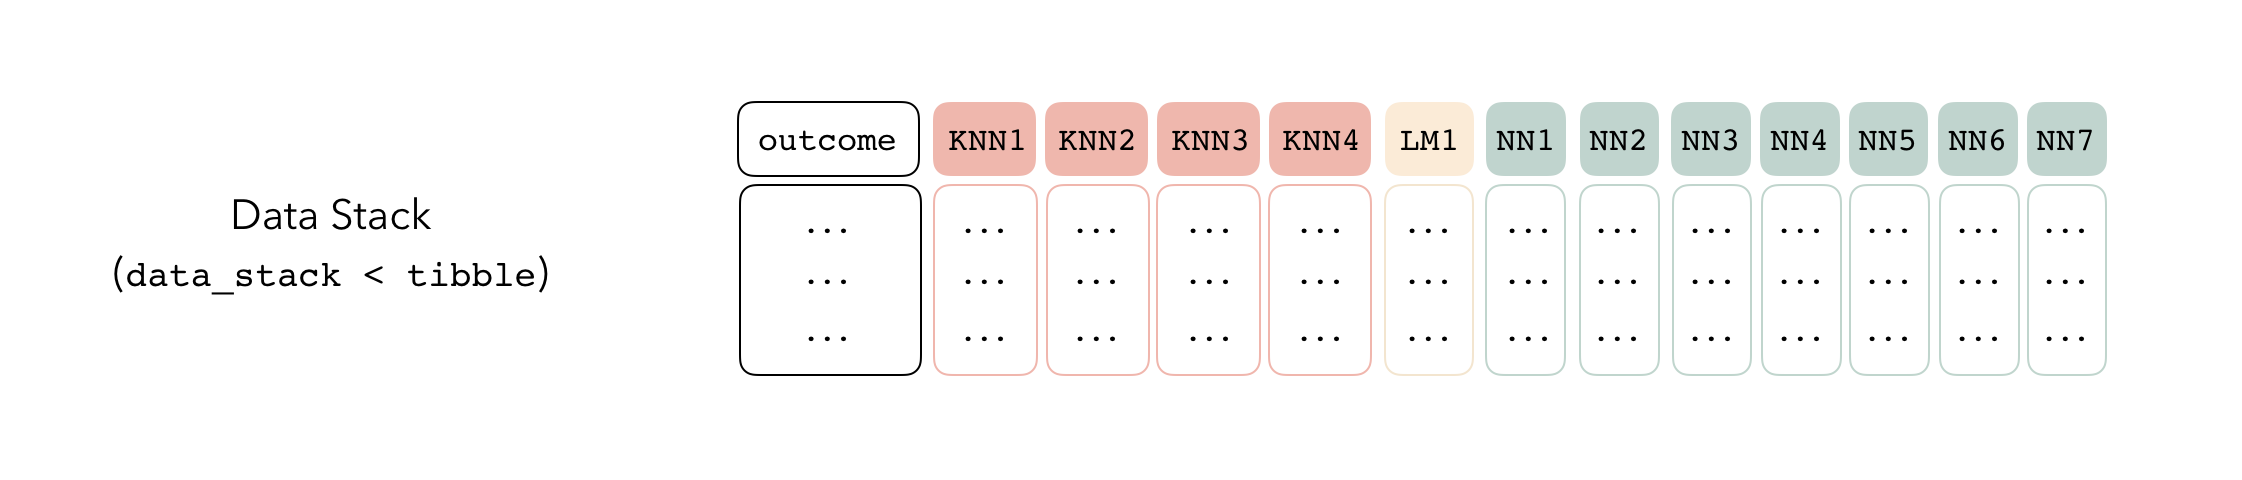 outcome KNN1 KNN2 KNN3 KNN4 LM1 NN1 NN2 NN3 NN4 NN5 NN6 NN7
Data Stack
(data_stack < tibble)
... ... ... ... ... ... ... ... ... ... ... ... ...
... ... ... ... ... ... ... ... ... ... ... ... ...
... ... ... ... ... ... ... ... ... ... ... ... ...